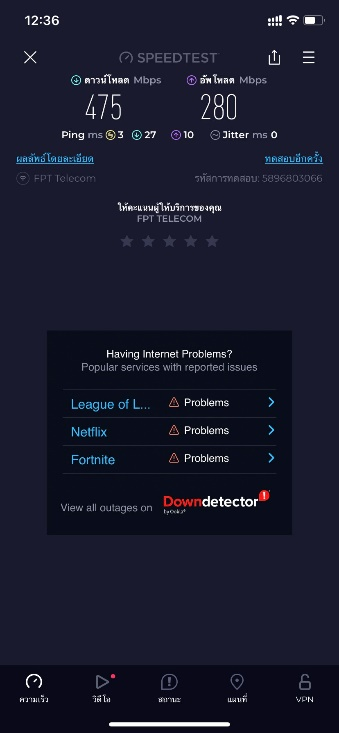 12:36
SPEEDTEST
ดาวน์โหลด Mbps อัพโหลด Mbps
475 280
Ping ms 3 27 10 Jitter ms 0
ผลลัพธ์โดยละเอียด ทดสอบอีกครั้ง
FPT Telecom รหัสการทดสอบ: 5896803066
ให้คะแนนผู้ให้บริการของคุณ
FPT TELECOM
Having Internet Problems?
Popular services with reported issues
League of L... Problems
Netflix Problems
Fortnite Problems
View all outages on Downdetector
by Ookla
ความเร็ว วิดีโอ สถานะ แผนที่ VPN